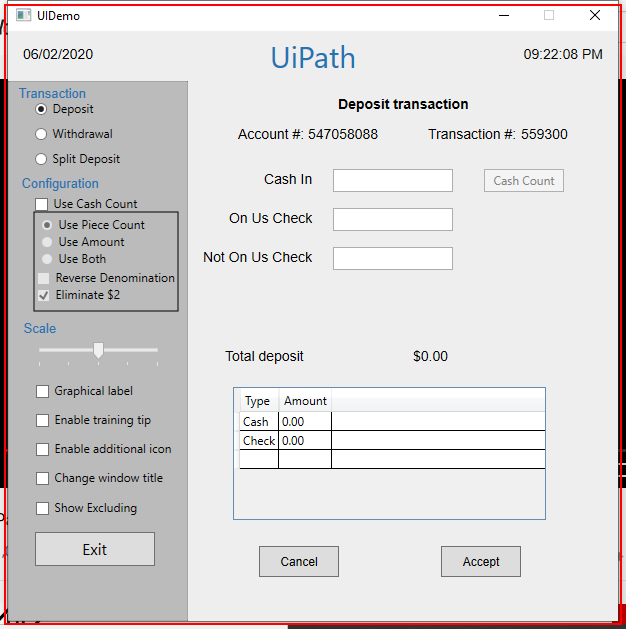 UIDemo
06/02/2020
UiPath
09:22:08 PM
Transaction
Deposit
Withdrawal
Split Deposit
Configuration
Use Cash Count
Use Piece Count
Use Amount
Use Both
Reverse Denomination
Eliminate $2
Scale
Graphical label
Enable training tip
Enable additional icon
Change window title
Show Excluding
Exit
Deposit transaction
Account #: 547058088 Transaction #: 559300
Cash In
Cash Count
On Us Check
Not On Us Check
Total deposit $0.00
Type Amount
Cash 0.00
Check 0.00
Cancel Accept